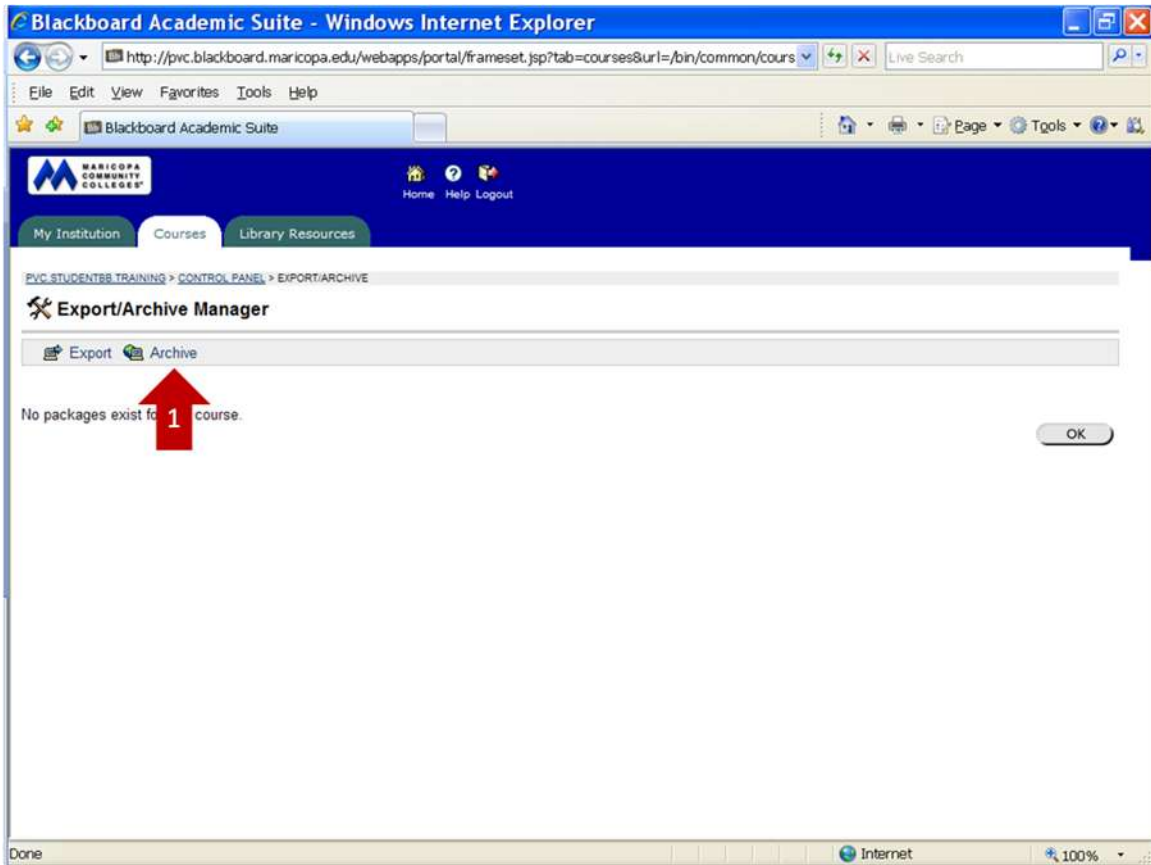 Blackboard Academic Suite - Windows Internet Explorer
http://pvc.blackboard.maricopa.edu/webapps/portal/frameset.jsp?tab=courses&url=/bin/common/cours
Live Search
File Edit View Favorites Tools Help
Blackboard Academic Suite
Page Tools
MARICOPA
COMMUNITY
COLLEGES
Home Help Logout
My Institution Courses Library Resources
PVC STUDENTBB TRAINING > CONTROL PANEL > EXPORT/ARCHIVE
Export/Archive Manager
Export Archive
No packages exist course.
1
OK
Done Internet 100%